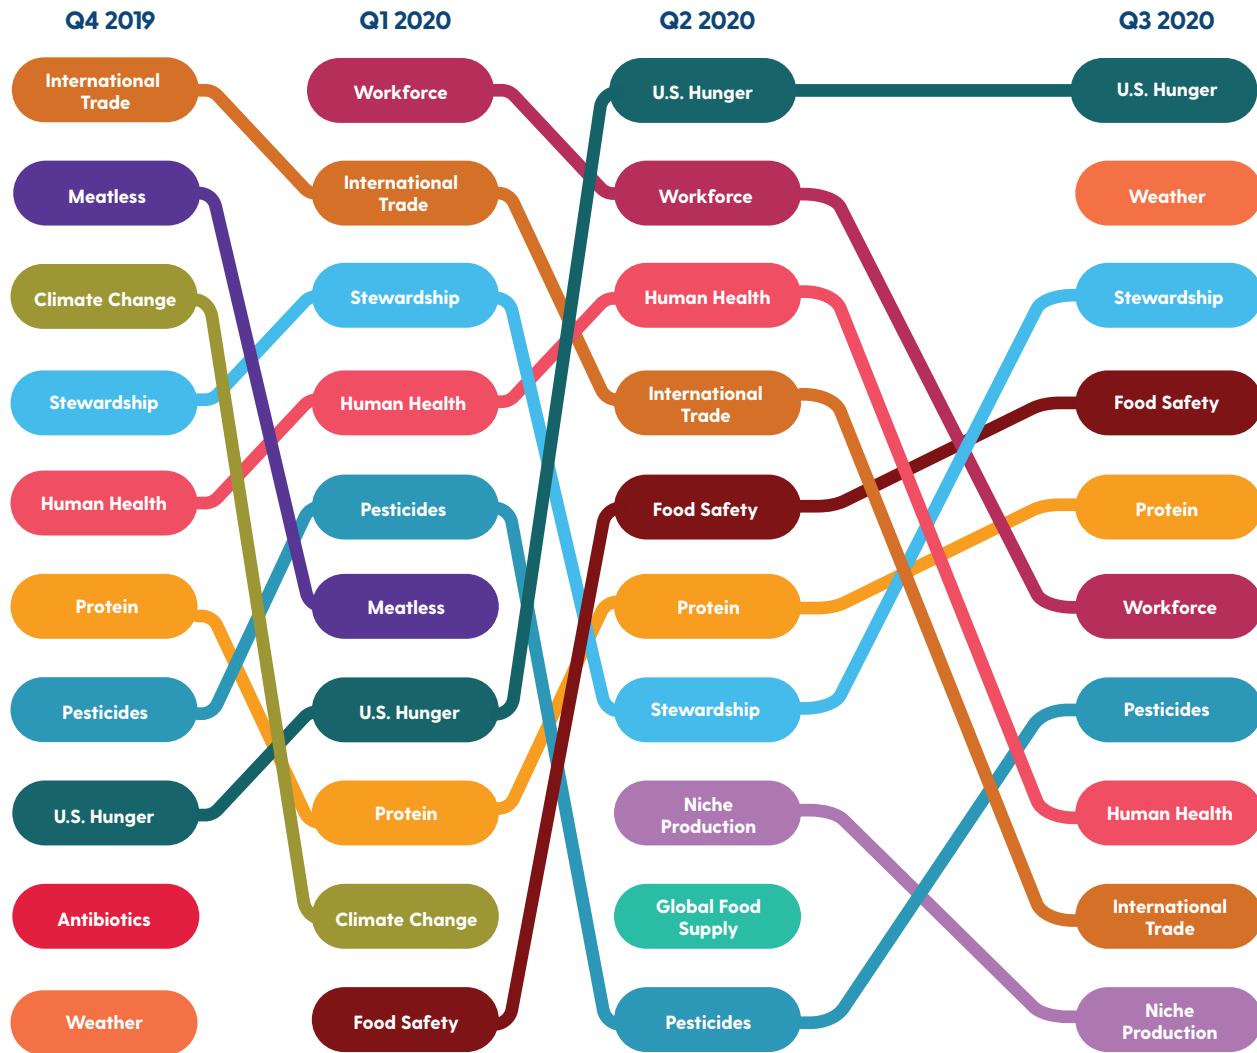 Q4 2019
International
Trade
Meatless
Climate Change
Stewardship
Human Health
Protein
Pesticides
U.S. Hunger
Antibiotics
Weather
Q1 2020
Workforce
International
Trade
Stewardship
Human Health
Pesticides
Meatless
U.S. Hunger
Protein
Climate Change
Food Safety
Q2 2020
U.S. Hunger
Workforce
Human Health
International
Trade
Food Safety
Protein
Stewardship
Niche
Production
Global Food
Supply
Pesticides
Q3 2020
U.S. Hunger
Weather
Stewardship
Food Safety
Protein
Workforce
Pesticides
Human Health
International
Trade
Niche
Production